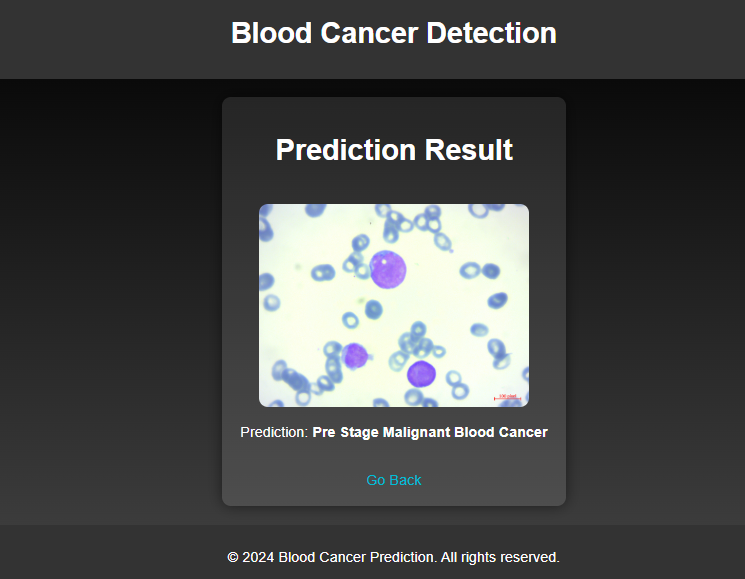 Blood Cancer Detection
Prediction Result
Prediction: Pre Stage Malignant Blood Cancer
Go Back
© 2024 Blood Cancer Prediction. All rights reserved.